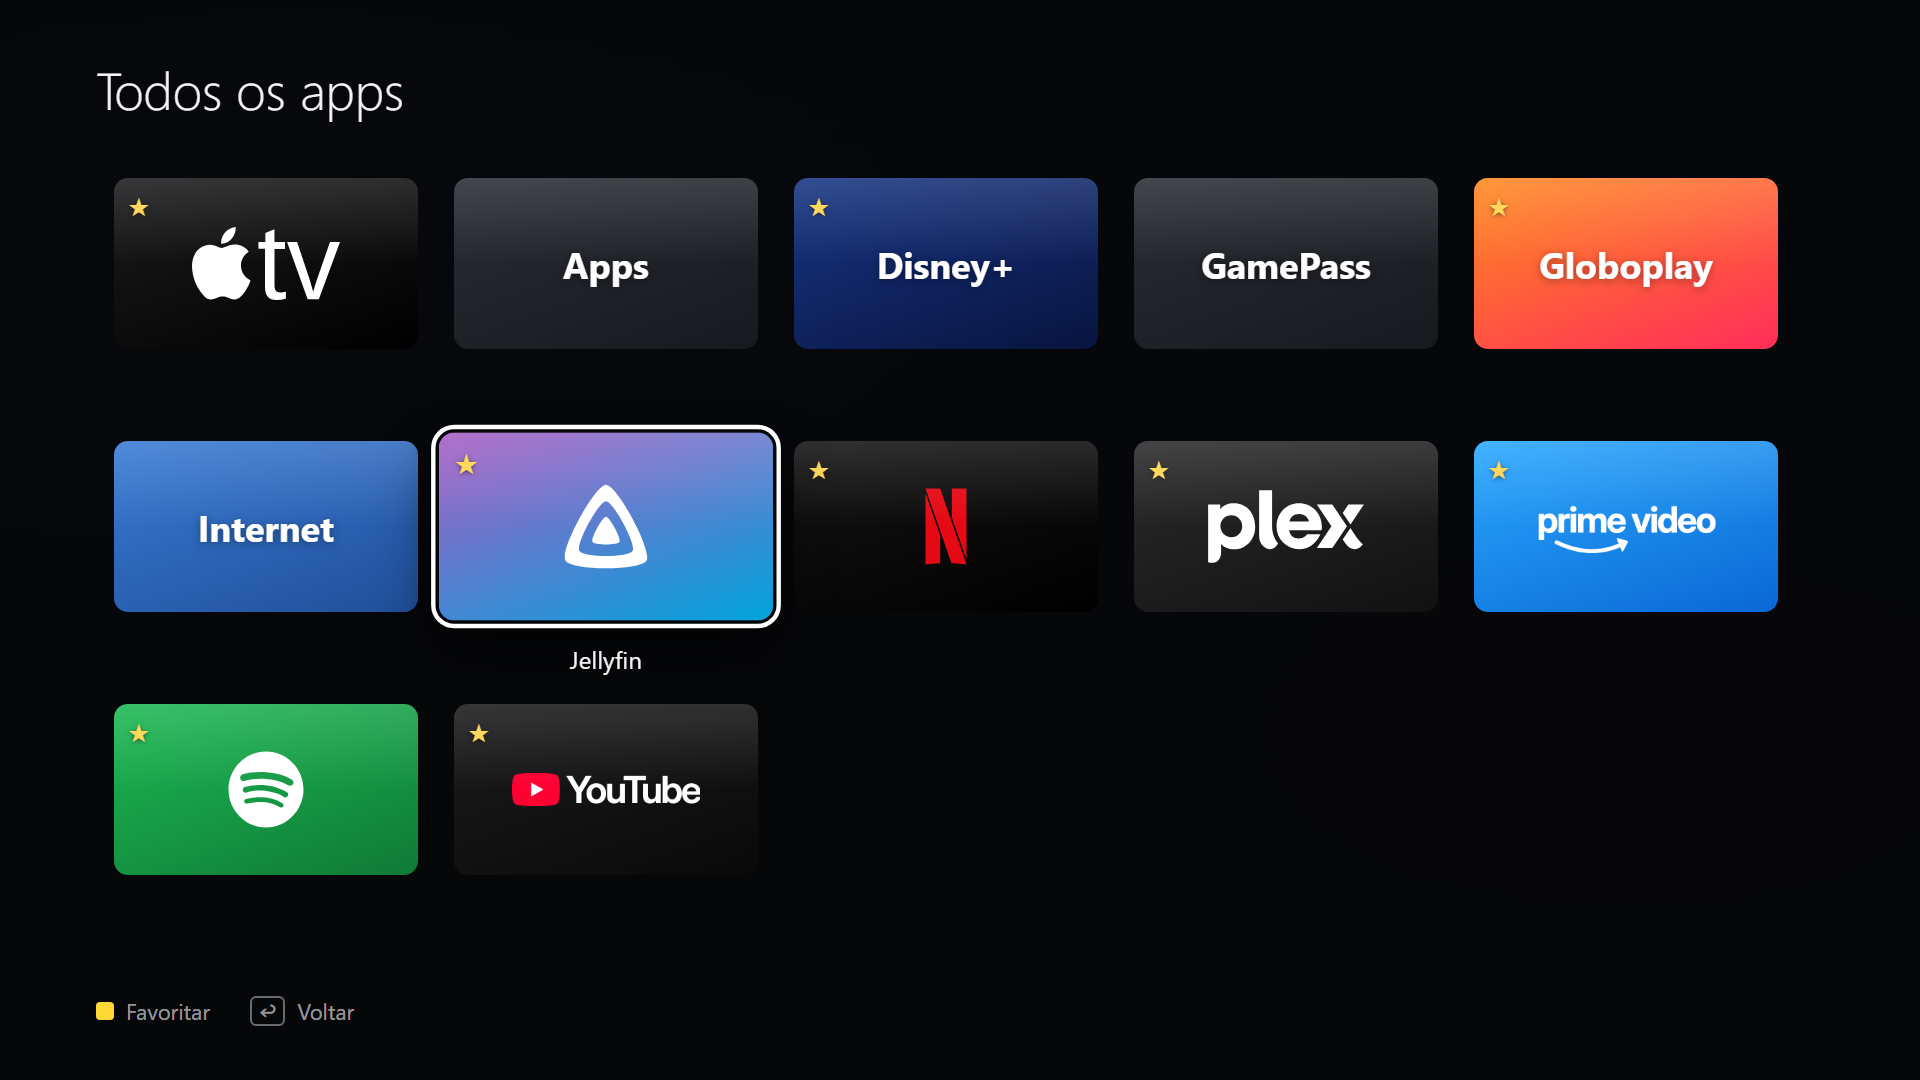 Todos os apps
tv
Apps
Disney+
GamePass
Globoplay
Internet
N
plex
prime video
Jellyfin
YouTube
Favoritar
Voltar